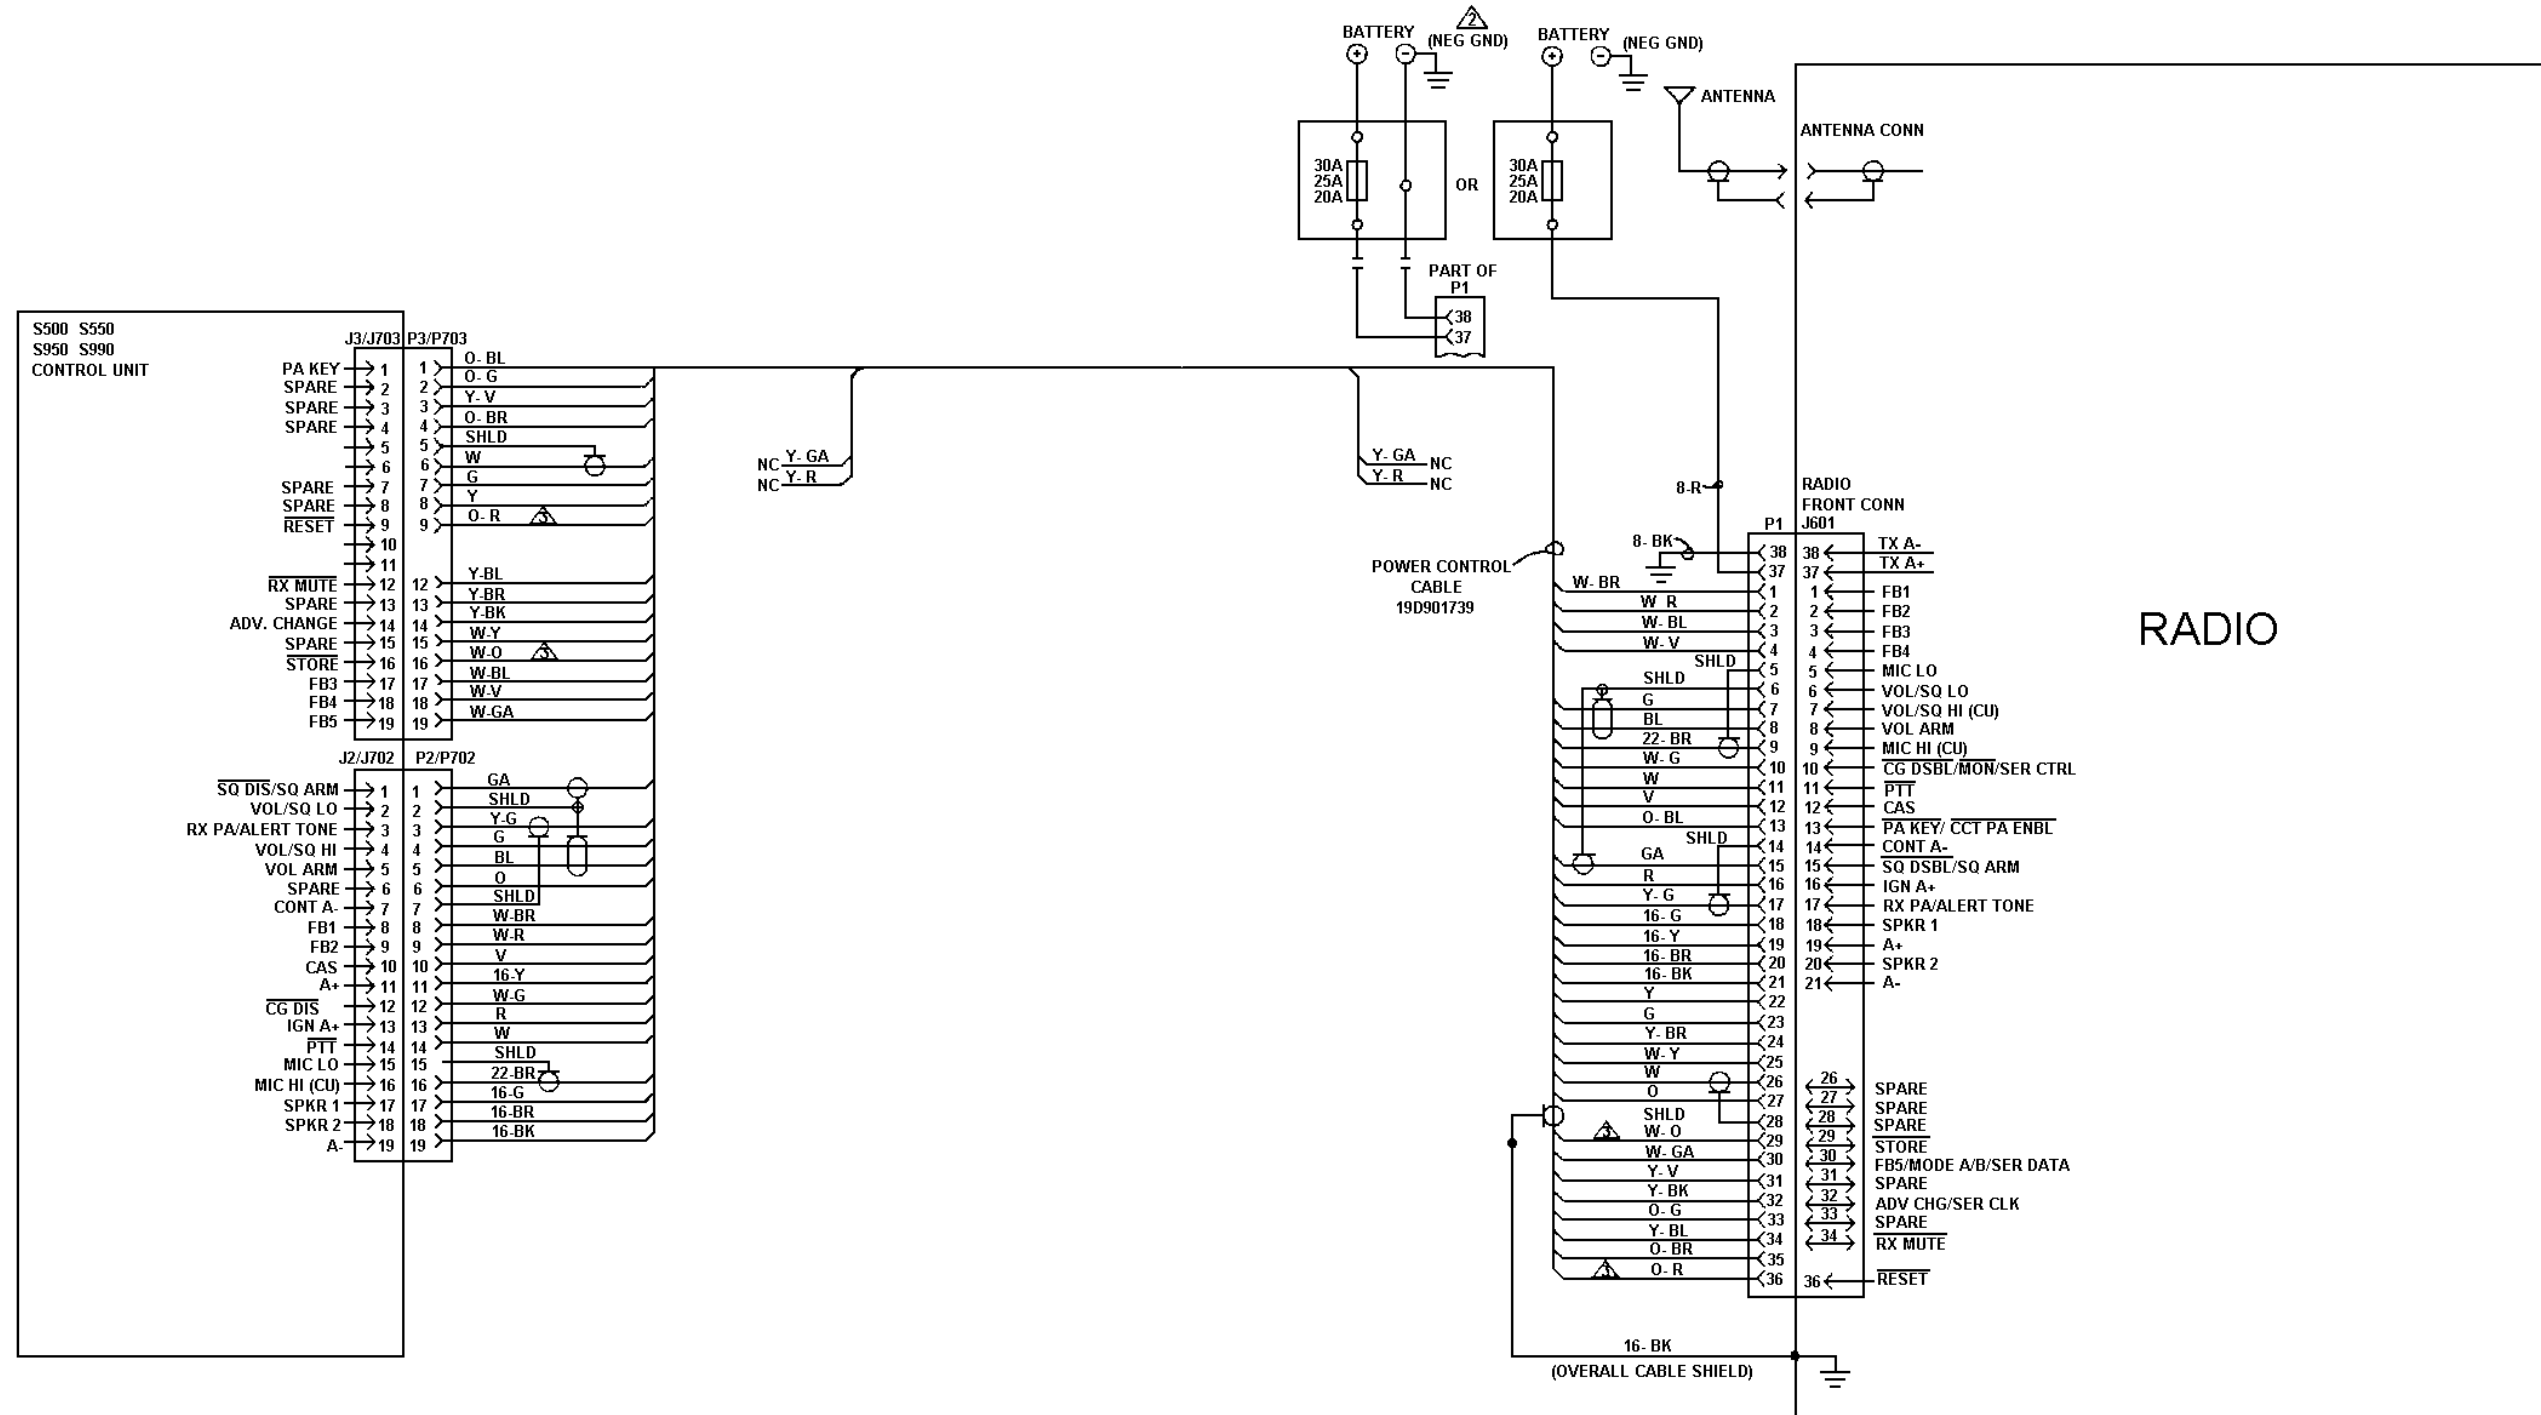 BATTERY
2
(NEG GND)
BATTERY
(NEG GND)
ANTENNA
ANTENNA CONN
30A
25A
20A
OR
30A
25A
20A
PART OF
P1
38
37
S500 S550
S950 S990
CONTROL UNIT
J3/J703 P3/P703
PA KEY 1 1 O- BL
SPARE 2 2 O- G
SPARE 3 3 Y- V
SPARE 4 4 O- BR
5 5 SHLD
6 6 W
SPARE 7 7 G
SPARE 8 8 Y
RESET 9 9 O- R 3
10
11
RX MUTE 12 12 Y-BL
SPARE 13 13 Y-BR
ADV. CHANGE 14 14 Y-BK
SPARE 15 15 W-Y
STORE 16 16 W-O 3
FB3 17 17 W-BL
FB4 18 18 W-V
FB5 19 19 W-GA
J2/J702 P2/P702
SQ DIS/SQ ARM 1 1 GA
VOL/SQ LO 2 2 SHLD
RX PA/ALERT TONE 3 3 Y-G
VOL/SQ HI 4 4 G
VOL ARM 5 5 BL
SPARE 6 6 O
CONT A- 7 7 SHLD
FB1 8 8 W-BR
FB2 9 9 W-R
CAS 10 10 V
A+ 11 11 16-Y
CG DIS 12 12 W-G
IGN A+ 13 13 R
PTT 14 14 W
MIC LO 15 15 SHLD
MIC HI (CU) 16 16 22-BR
SPKR 1 17 17 16-G
SPKR 2 18 18 16-BR
A- 19 19 16-BK
NC Y- GA
NC Y- R
Y- GA NC
Y- R NC
8-R
RADIO
FRONT CONN
P1 J601
POWER CONTROL
CABLE
19D901739
8- BK 38 38 TX A-
37 37 TX A+
W- BR 1 1 FB1
W R 2 2 FB2
W- BL 3 3 FB3
W- V 4 4 FB4
SHLD 5 5 MIC LO
SHLD 6 6 VOL/SQ LO
G 7 7 VOL/SQ HI (CU)
BL 8 8 VOL ARM
22- BR 9 9 MIC HI (CU)
W- G 10 10 CG DSBL/MON/SER CTRL
W 11 11 PTT
V 12 12 CAS
O- BL 13 13 PA KEY/ CCT PA ENBL
SHLD 14 14 CONT A-
GA 15 15 SQ DSBL/SQ ARM
R 16 16 IGN A+
Y- G 17 17 RX PA/ALERT TONE
16- G 18 18 SPKR 1
16- Y 19 19 A+
16- BR 20 20 SPKR 2
16- BK 21 21 A-
Y 22
G 23
Y- BR 24
W- Y 25
W 26 26 SPARE
O 27 27 SPARE
SHLD 28 28 SPARE
3 W- O 29 29 STORE
W- GA 30 30 FB5/MODE A/B/SER DATA
Y- V 31 31 SPARE
Y- BK 32 32 ADV CHG/SER CLK
O- G 33 33 SPARE
Y- BL 34 34 RX MUTE
O- BR 35
3 O- R 36 36 RESET
16- BK
(OVERALL CABLE SHIELD)
RADIO